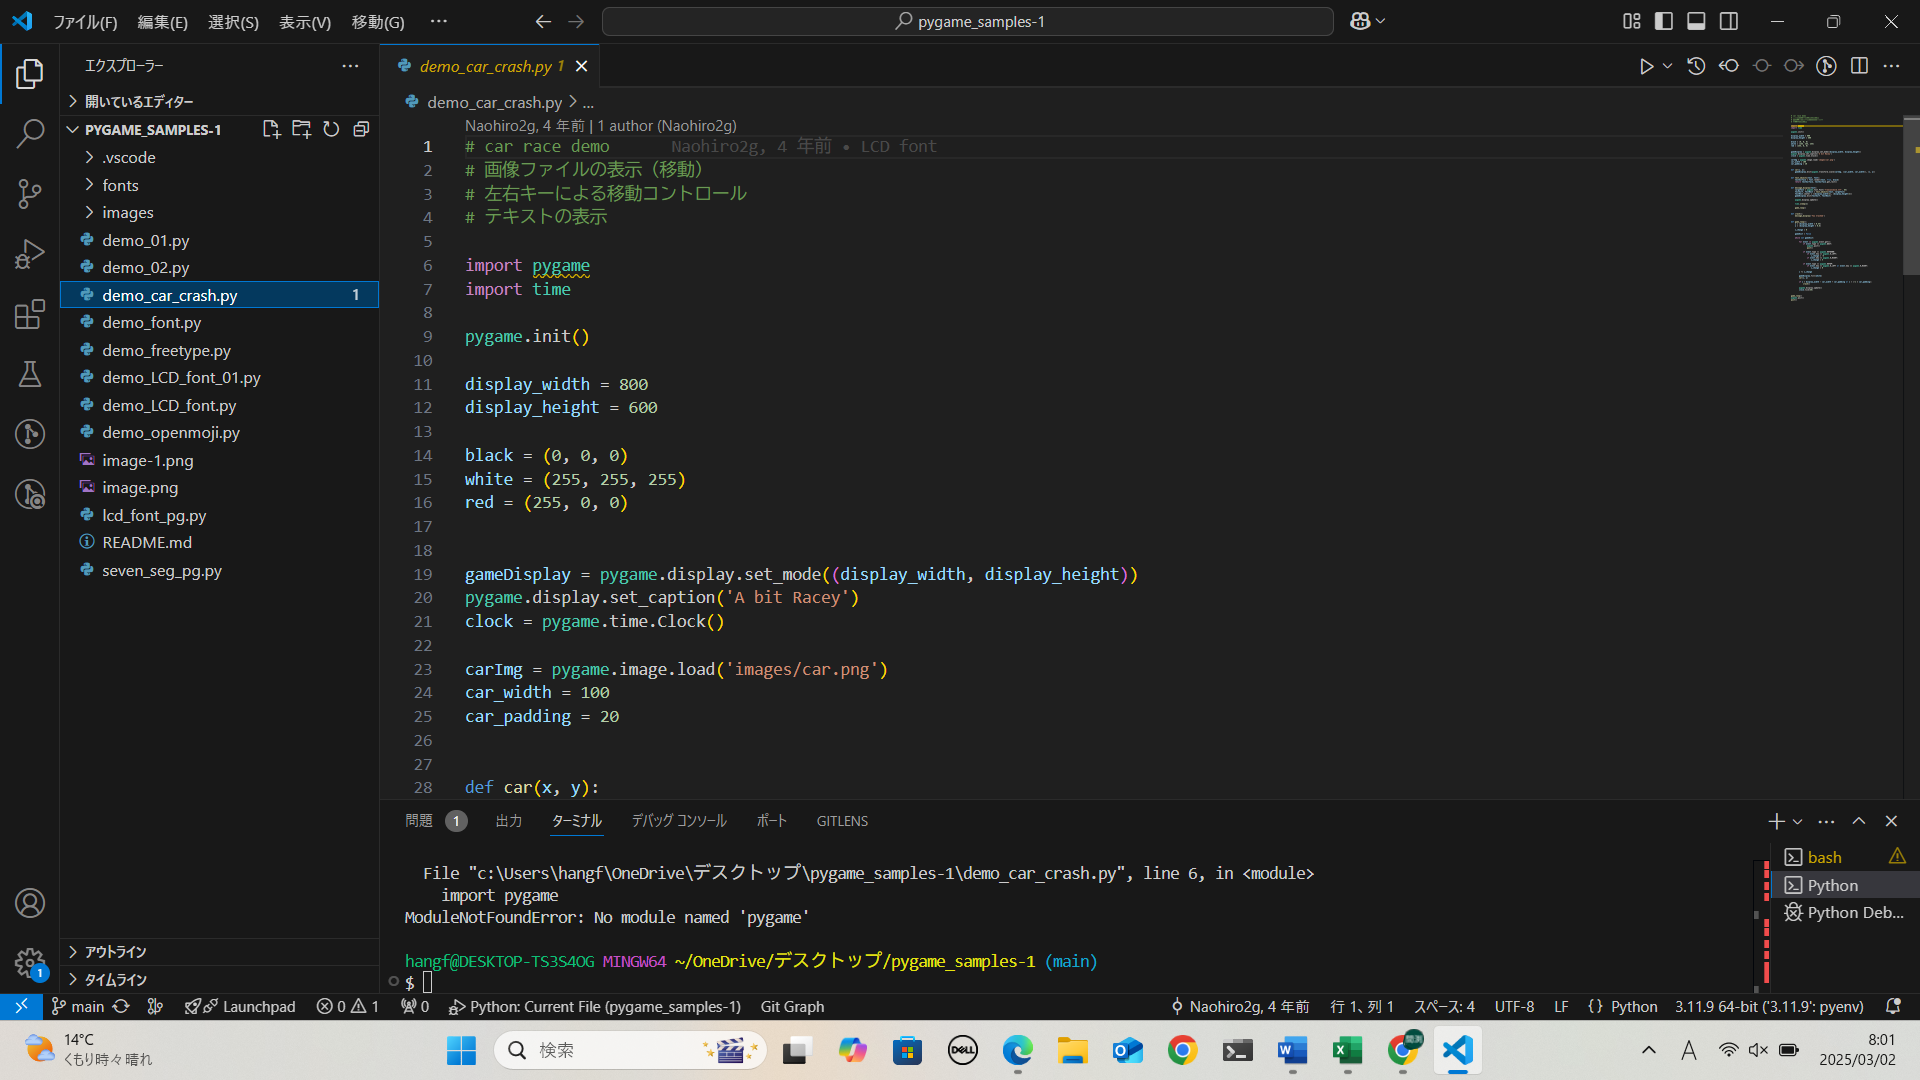 ファイル(F) 編集(E) 選択(S) 表示(V) 移動(G) ··· pygame_samples-1
エクスプローラー
開いているエディター
PYGAME_SAMPLES-1
.vscode
fonts
images
demo_01.py
demo_02.py
demo_car_crash.py 1
demo_font.py
demo_freetype.py
demo_LCD_font_01.py
demo_LCD_font.py
demo_openmoji.py
image-1.png
image.png
lcd_font_pg.py
README.md
seven_seg_pg.py
アウトライン
タイムライン
demo_car_crash.py 1
demo_car_crash.py > ...
Naohiro2g, 4 年前 | 1 author (Naohiro2g)
1 # car race demo Naohiro2g, 4 年前 • LCD font
2 # 画像ファイルの表示（移動）
3 # 左右キーによる移動コントロール
4 # テキストの表示
5
6 import pygame
7 import time
8
9 pygame.init()
10
11 display_width = 800
12 display_height = 600
13
14 black = (0, 0, 0)
15 white = (255, 255, 255)
16 red = (255, 0, 0)
17
18
19 gameDisplay = pygame.display.set_mode((display_width, display_height))
20 pygame.display.set_caption('A bit Racey')
21 clock = pygame.time.Clock()
22
23 carImg = pygame.image.load('images/car.png')
24 car_width = 100
25 car_padding = 20
26
27
28 def car(x, y):
問題 1 出力 ターミナル デバッグ コンソール ポート GITLENS
File "c:\Users\hangf\OneDrive\デスクトップ\pygame_samples-1\demo_car_crash.py", line 6, in <module>
import pygame
ModuleNotFoundError: No module named 'pygame'
hangf@DESKTOP-TS3S4OG MINGW64 ~/OneDrive/デスクトップ/pygame_samples-1 (main)
$
bash
Python
Python Deb...
1
main Launchpad 0 1 0 Python: Current File (pygame_samples-1) Git Graph Naohiro2g, 4 年前 行 1、列 1 スペース: 4 UTF-8 LF {} Python 3.11.9 64-bit ('3.11.9': pyenv)
14°C
くもり時々晴れ
検索
DELL
A
8:01
2025/03/02